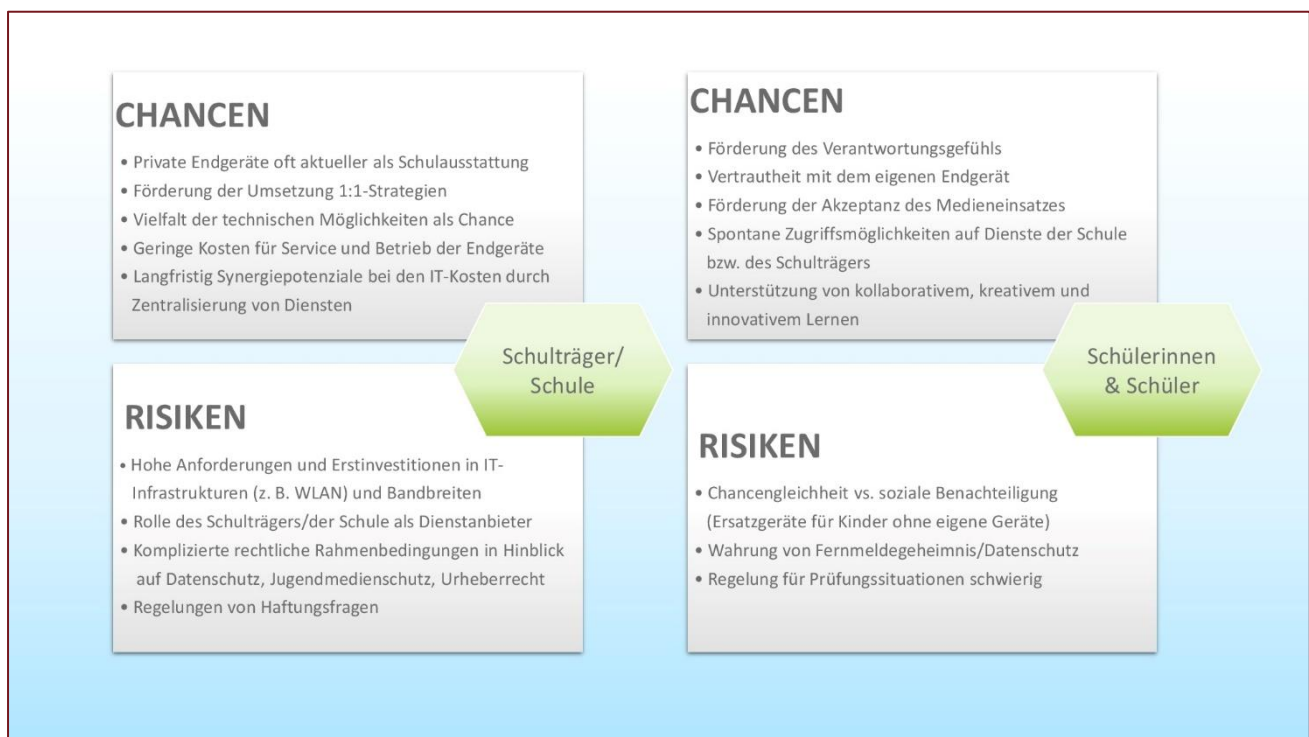 CHANCEN
• Private Endgeräte oft aktueller als Schulausstattung
• Förderung der Umsetzung 1:1-Strategien
• Vielfalt der technischen Möglichkeiten als Chance
• Geringe Kosten für Service und Betrieb der Endgeräte
• Langfristig Synergiepotenziale bei den IT-Kosten durch
Zentralisierung von Diensten
Schulträger/
Schule
RISIKEN
• Hohe Anforderungen und Erstinvestitionen in IT-
Infrastrukturen (z. B. WLAN) und Bandbreiten
• Rolle des Schulträgers/der Schule als Dienstanbieter
• Komplizierte rechtliche Rahmenbedingungen in Hinblick
auf Datenschutz, Jugendmedienschutz, Urheberrecht
• Regelungen von Haftungsfragen
CHANCEN
• Förderung des Verantwortungsgefühls
• Vertrautheit mit dem eigenen Endgerät
• Förderung der Akzeptanz des Medieneinsatzes
• Spontane Zugriffsmöglichkeiten auf Dienste der Schule
bzw. des Schulträgers
• Unterstützung von kollaborativem, kreativem und
innovativem Lernen
Schülerinnen
& Schüler
RISIKEN
• Chancengleichheit vs. soziale Benachteiligung
(Ersatzgeräte für Kinder ohne eigene Geräte)
• Wahrung von Fernmeldegeheimnis/Datenschutz
• Regelung für Prüfungssituationen schwierig